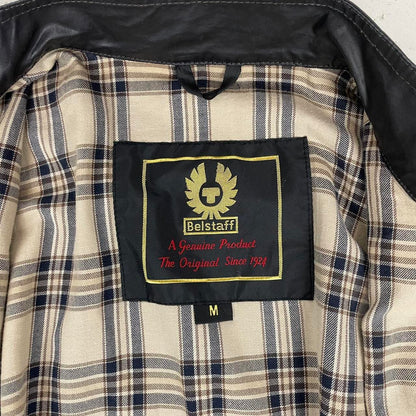 Belstaff
A Genuine Product
The Original Since 1924
M